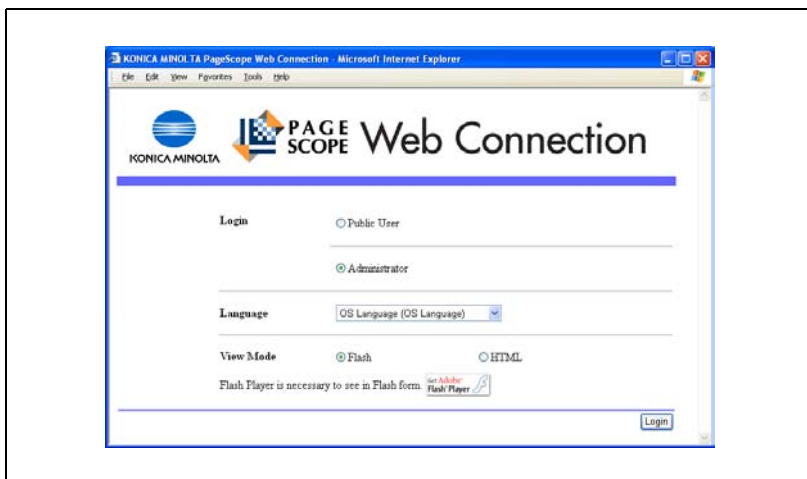 KONICA MINOLTA PageScope Web Connection - Microsoft Internet Explorer
File Edit View Favorites Tools Help
KONICA MINOLTA
PAGE SCOPE Web Connection
Login
Public User
Administrator
Language
OS Language (OS Language)
View Mode
Flash
HTML
Flash Player is necessary to see in Flash form.
Get Adobe
Flash Player
Login